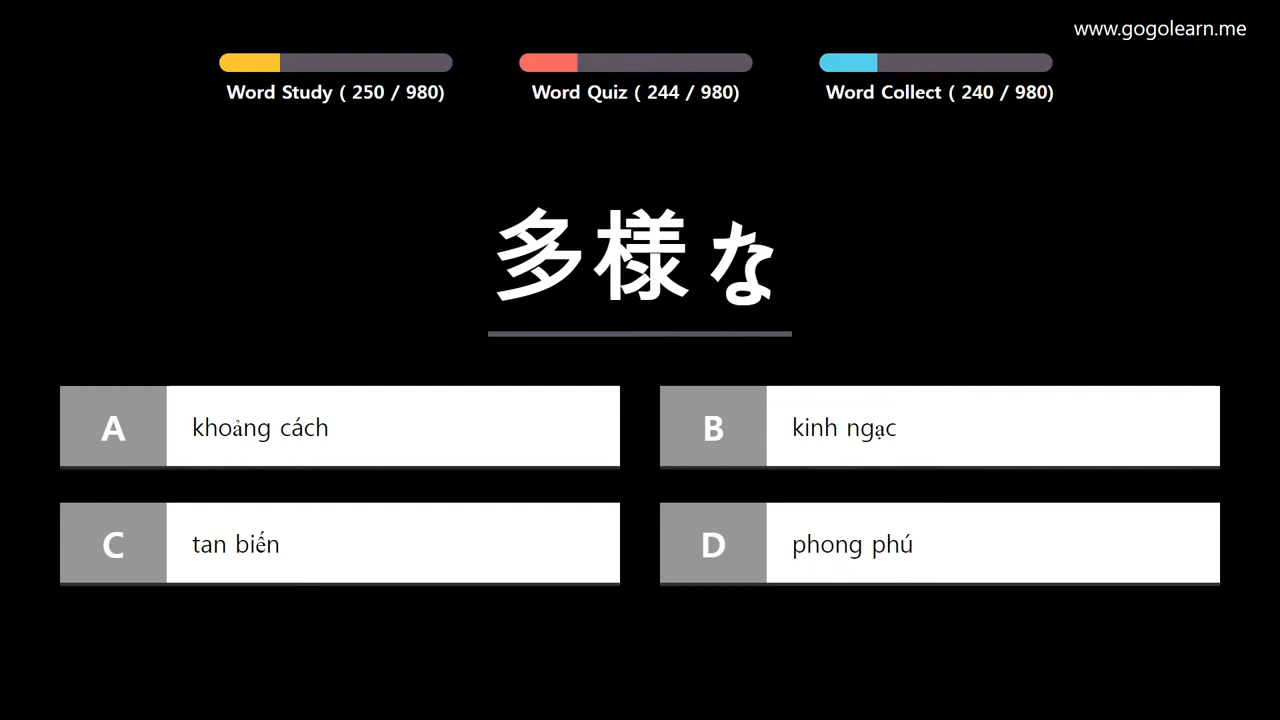 www.gogolearn.me
Word Study ( 250 / 980)
Word Quiz ( 244 / 980)
Word Collect ( 240 / 980)
多様な
A khoảng cách
B kinh ngạc
C tan biến
D phong phú